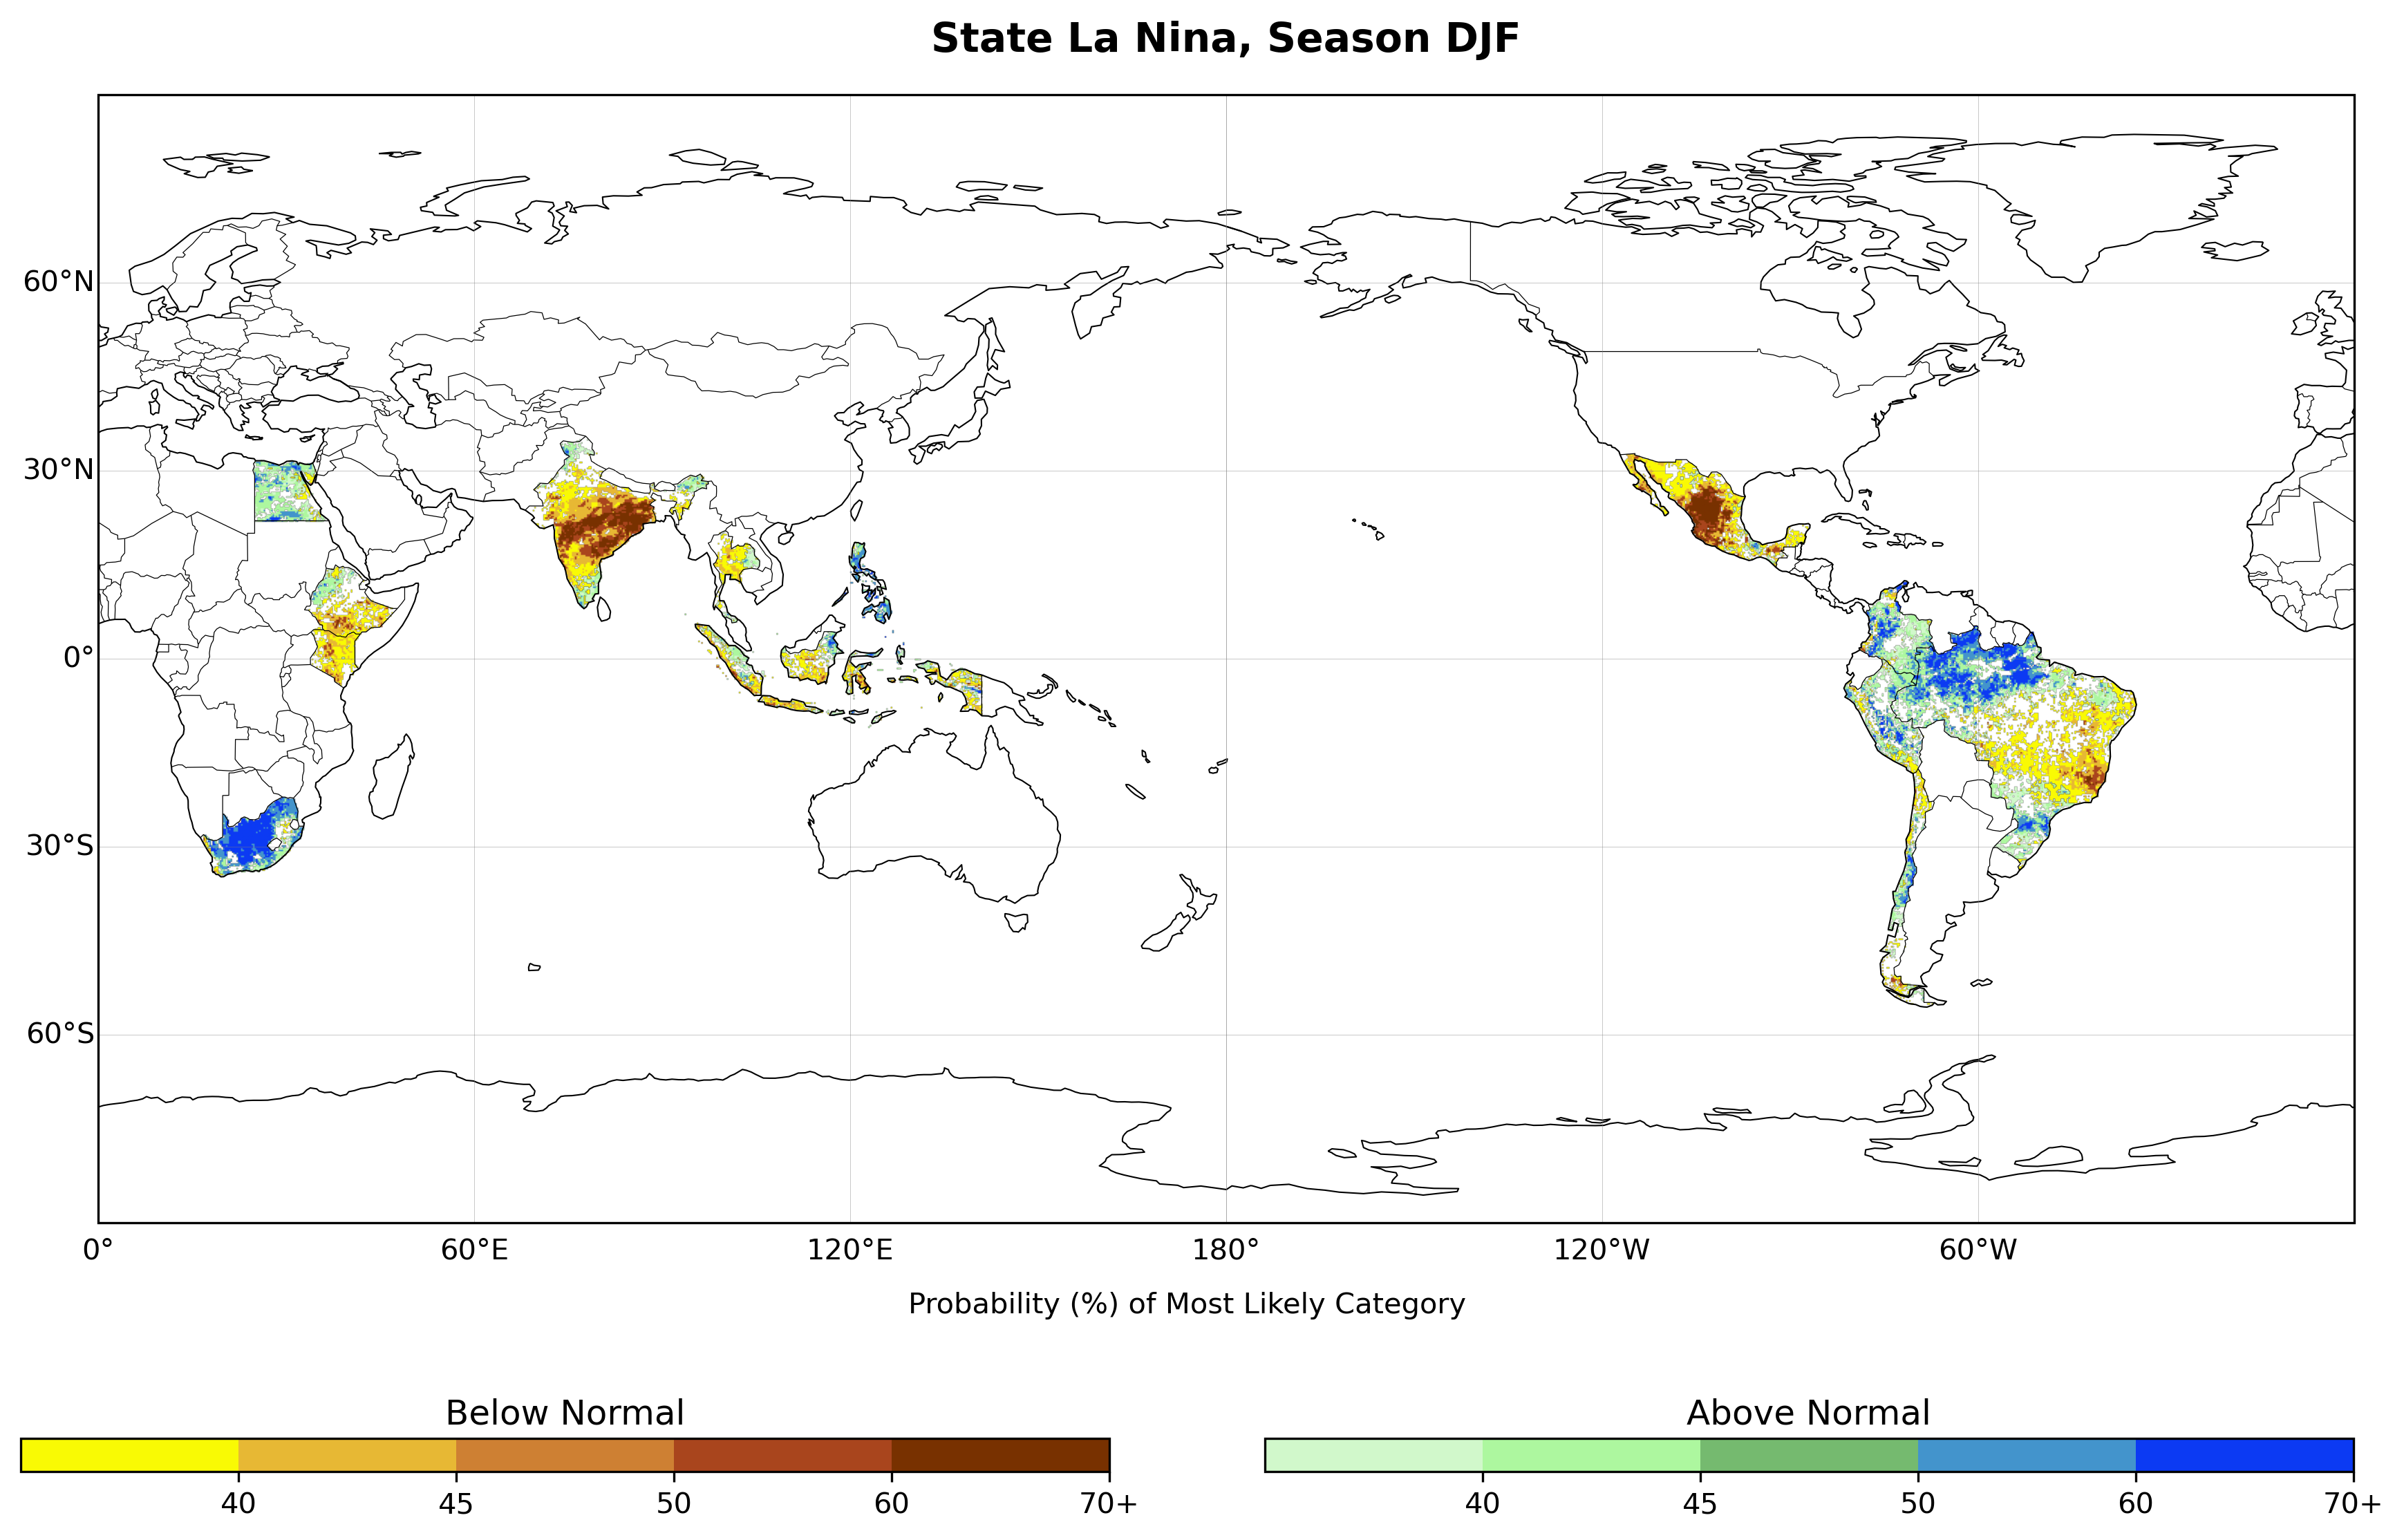 State La Nina, Season DJF
60°N
30°N
0°
30°S
60°S
0° 60°E 120°E 180° 120°W 60°W
Probability (%) of Most Likely Category
Below Normal
40 45 50 60 70+
Above Normal
40 45 50 60 70+